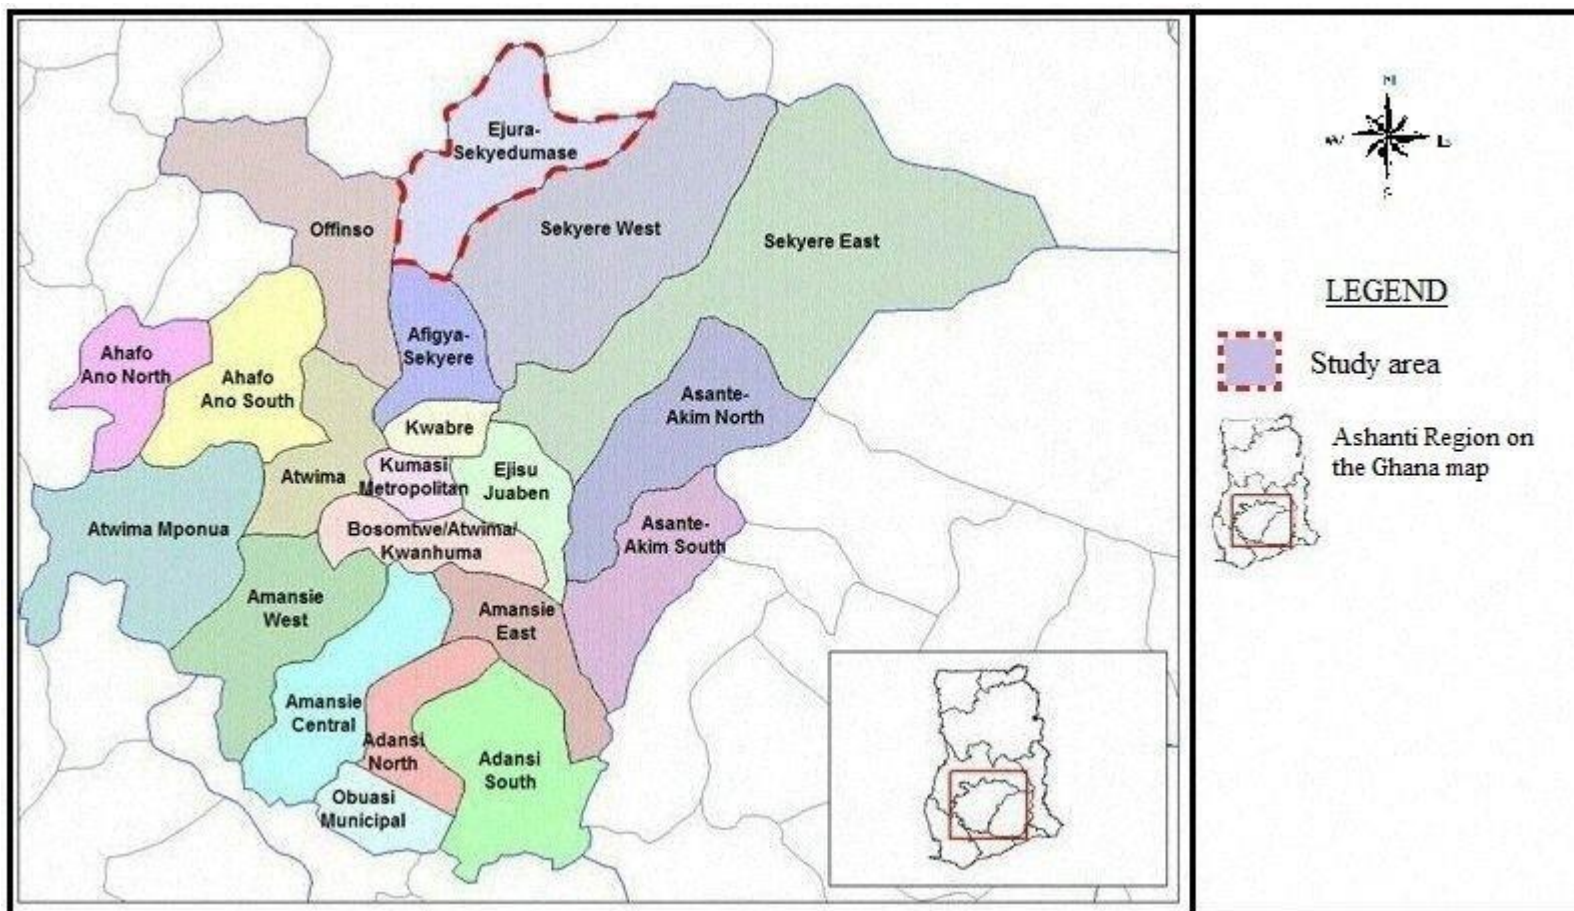 Ejura-
Sekyedumase
Offinso
Sekyere West
Sekyere East
Afigya-
Sekyere
Ahafo
Ano North
Ahafo
Ano South
Asante-
Akim North
Kwabre
Kumasi
Metropolitan
Ejisu
Juaben
Atwima
Atwima Mponua
Bosomtwe/Atwima/
Kwanhuma
Asante-
Akim South
Amansie
West
Amansie
East
Amansie
Central
Adansi
North
Adansi
South
Obuasi
Municipal
N
S
LEGEND
Study area
Ashanti Region on
the Ghana map